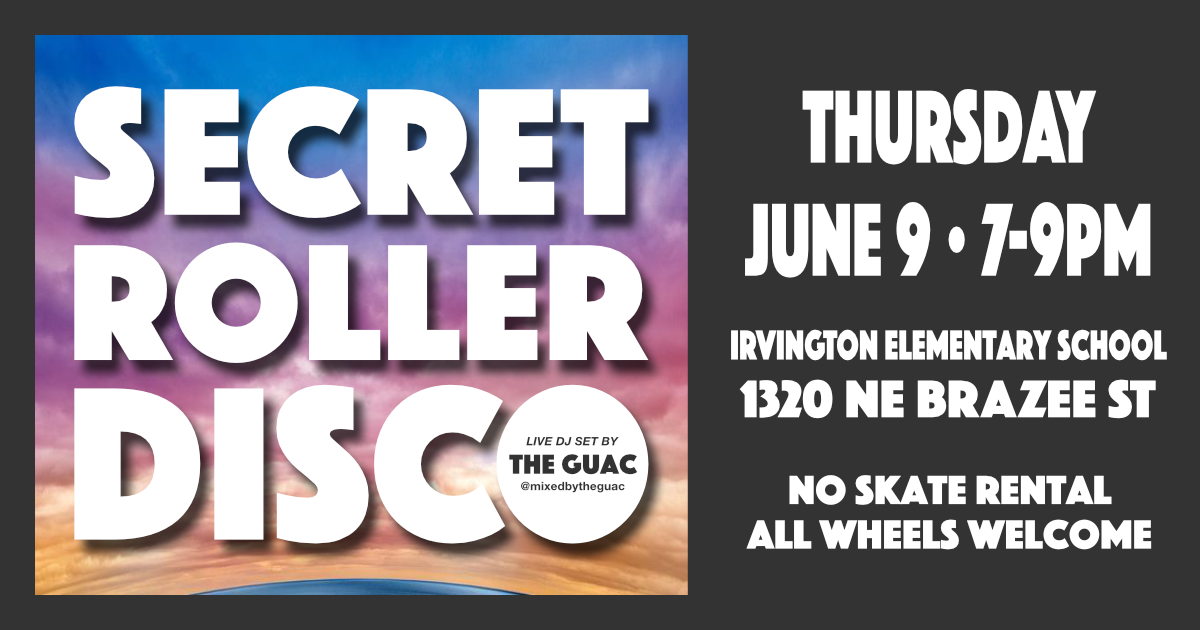 SECRET
ROLLER
DISCO
LIVE DJ SET BY
THE GUAC
@mixedbytheguac
THURSDAY
JUNE 9 • 7-9PM
IRVINGTON ELEMENTARY SCHOOL
1320 NE BRAZEE ST
NO SKATE RENTAL
ALL WHEELS WELCOME